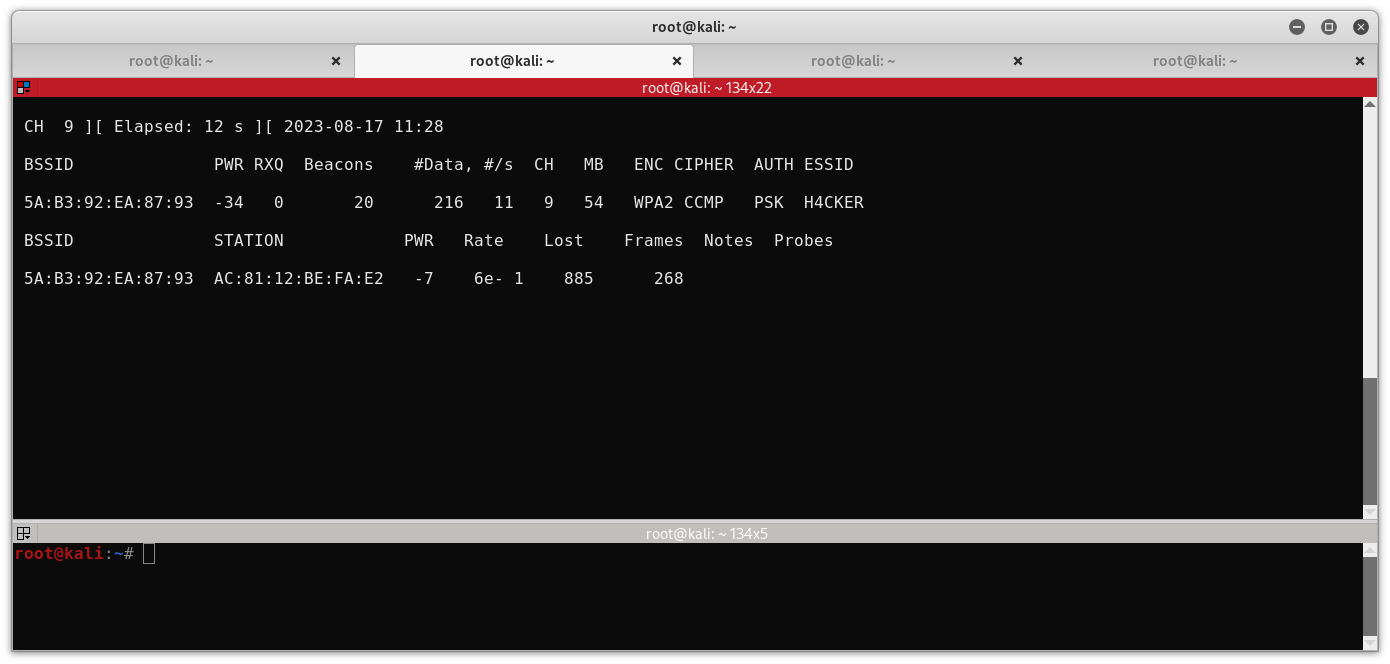 root@kali: ~
root@kali: ~ root@kali: ~ root@kali: ~ root@kali: ~
root@kali: ~ 134x22
CH  9 ][ Elapsed: 12 s ][ 2023-08-17 11:28
BSSID              PWR RXQ  Beacons    #Data, #/s  CH   MB   ENC CIPHER  AUTH ESSID
5A:B3:92:EA:87:93  -34   0       20      216   11   9   54   WPA2 CCMP   PSK  H4CKER
BSSID              STATION            PWR   Rate    Lost    Frames  Notes  Probes
5A:B3:92:EA:87:93  AC:81:12:BE:FA:E2   -7    6e- 1    885      268
root@kali: ~ 134x5
root@kali:~#